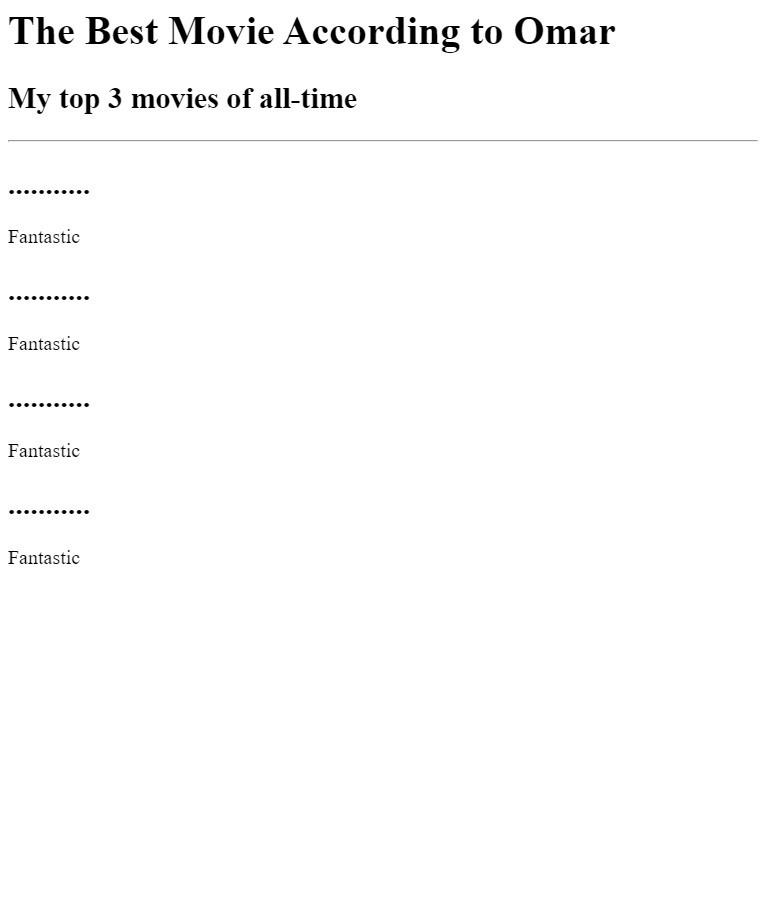 The Best Movie According to Omar
My top 3 movies of all-time
...........
Fantastic
...........
Fantastic
...........
Fantastic
...........
Fantastic